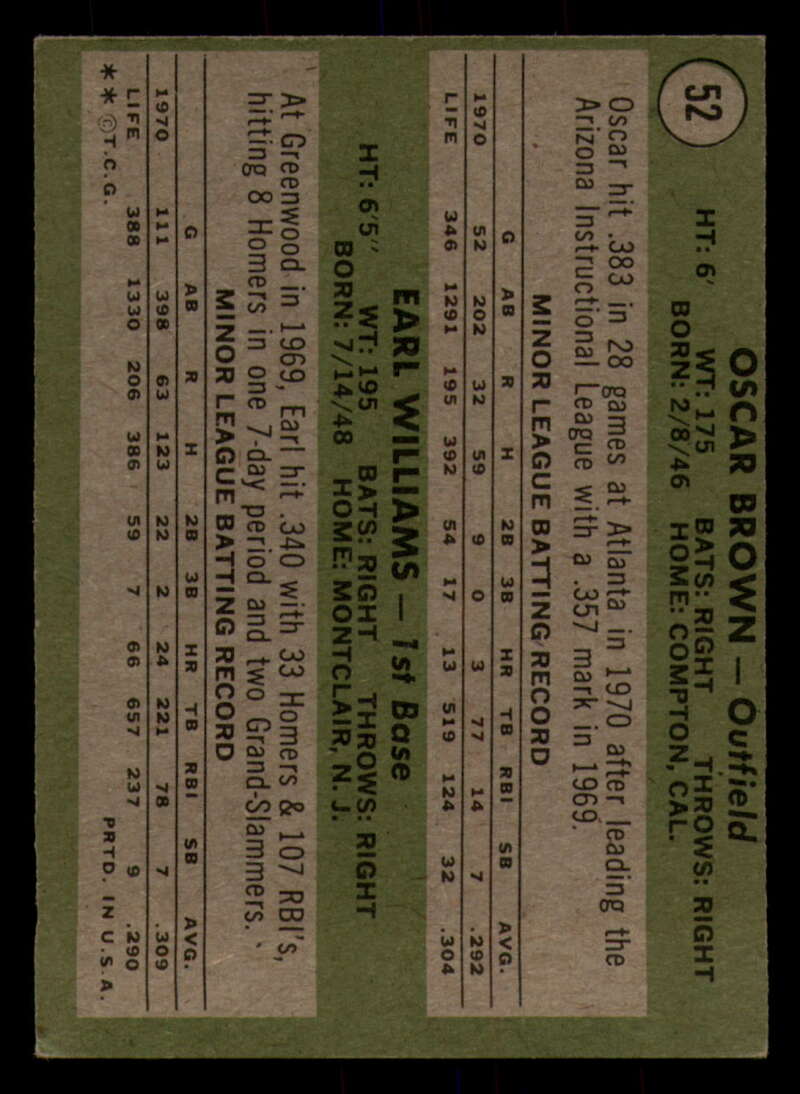 52
OSCAR BROWN — Outfield
HT: 6' WT: 175 BATS: RIGHT THROWS: RIGHT
BORN: 2/8/46 HOME: COMPTON, CAL.
Oscar hit .383 in 28 games at Atlanta in 1970 after leading the
Arizona Instructional League with a .357 mark in 1969.
MINOR LEAGUE BATTING RECORD
G AB R H 2B 3B HR TB RBI SB AVG.
1970 52 202 32 59 9 0 3 77 14 7 .292
LIFE 346 1291 195 392 54 17 13 519 124 32 .304
EARL WILLIAMS — 1st Base
HT: 6'5" WT: 195 BATS: RIGHT THROWS: RIGHT
BORN: 7/14/48 HOME: MONTCLAIR, N. J.
At Greenwood in 1969, Earl hit .340 with 33 Homers & 107 RBI's,
hitting 8 Homers in one 7-day period and two Grand-Slammers.
MINOR LEAGUE BATTING RECORD
G AB R H 2B 3B HR TB RBI SB AVG.
1970 111 398 63 123 22 2 24 221 78 7 .309
LIFE 388 1330 206 386 59 7 66 657 237 9 .290
* * © T.C.G. PRTD. IN U.S.A.